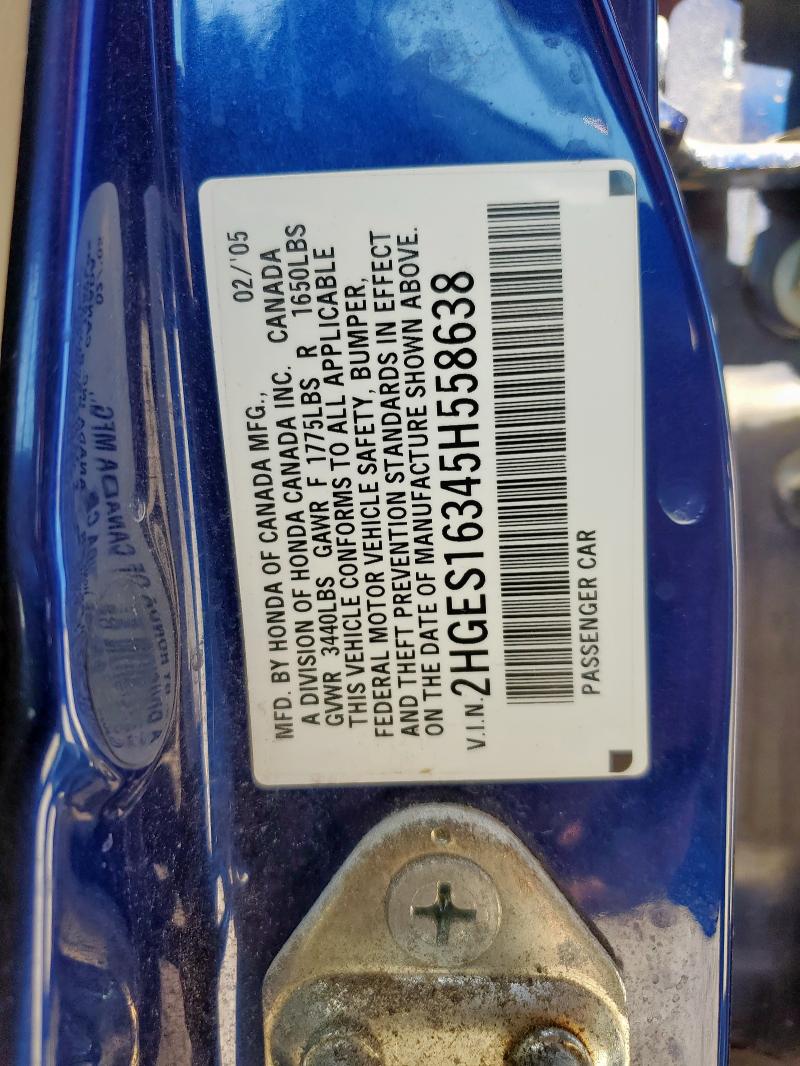 02/'05
MFD. BY HONDA OF CANADA MFG.,
A DIVISION OF HONDA CANADA INC. CANADA
GVWR 3440LBS GAWR F 1775LBS R 1650LBS
THIS VEHICLE CONFORMS TO ALL APPLICABLE
FEDERAL MOTOR VEHICLE SAFETY, BUMPER,
AND THEFT PREVENTION STANDARDS IN EFFECT
ON THE DATE OF MANUFACTURE SHOWN ABOVE.
V.I.N. 2HGES16345H558638
PASSENGER CAR